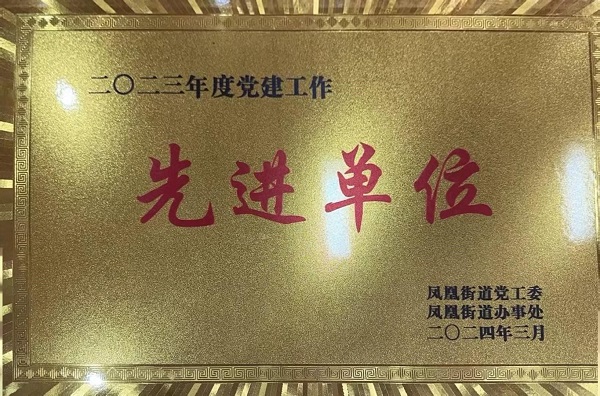 二〇二三年度党建工作
先进单位
凤凰街道党工委
凤凰街道办事处
二〇二四年三月